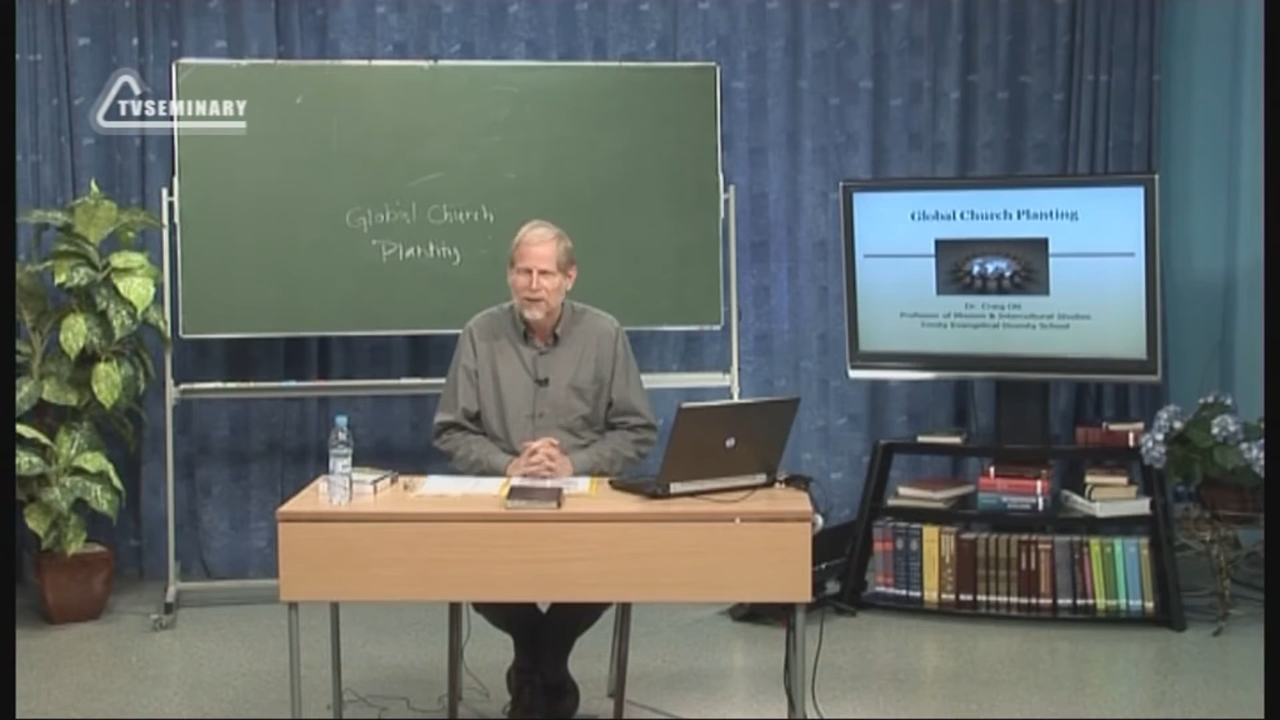 TVSEMINARY
Global Church
Planting
Global Church Planting
Dr. Craig Ott
Professor of Mission & Intercultural Studies
Trinity Evangelical Divinity School
hp